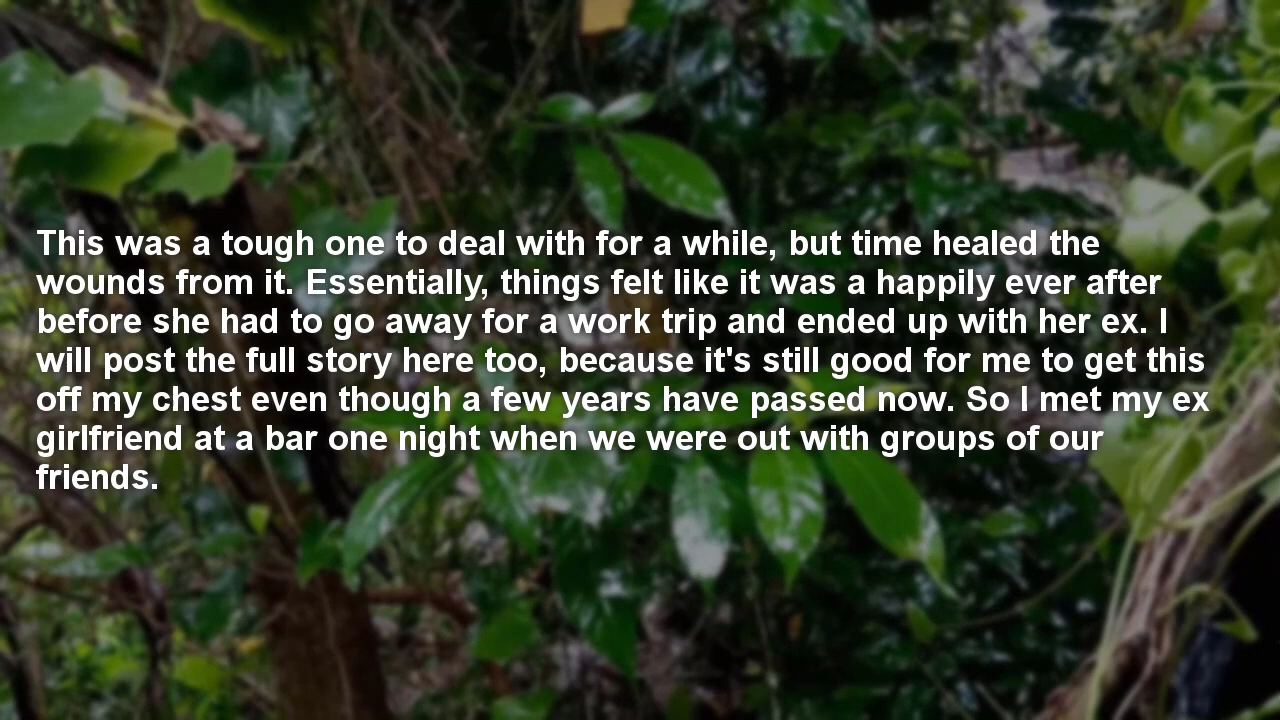 This was a tough one to deal with for a while, but time healed the
wounds from it. Essentially, things felt like it was a happily ever after
before she had to go away for a work trip and ended up with her ex. I
will post the full story here too, because it's still good for me to get this
off my chest even though a few years have passed now. So I met my ex
girlfriend at a bar one night when we were out with groups of our
friends.